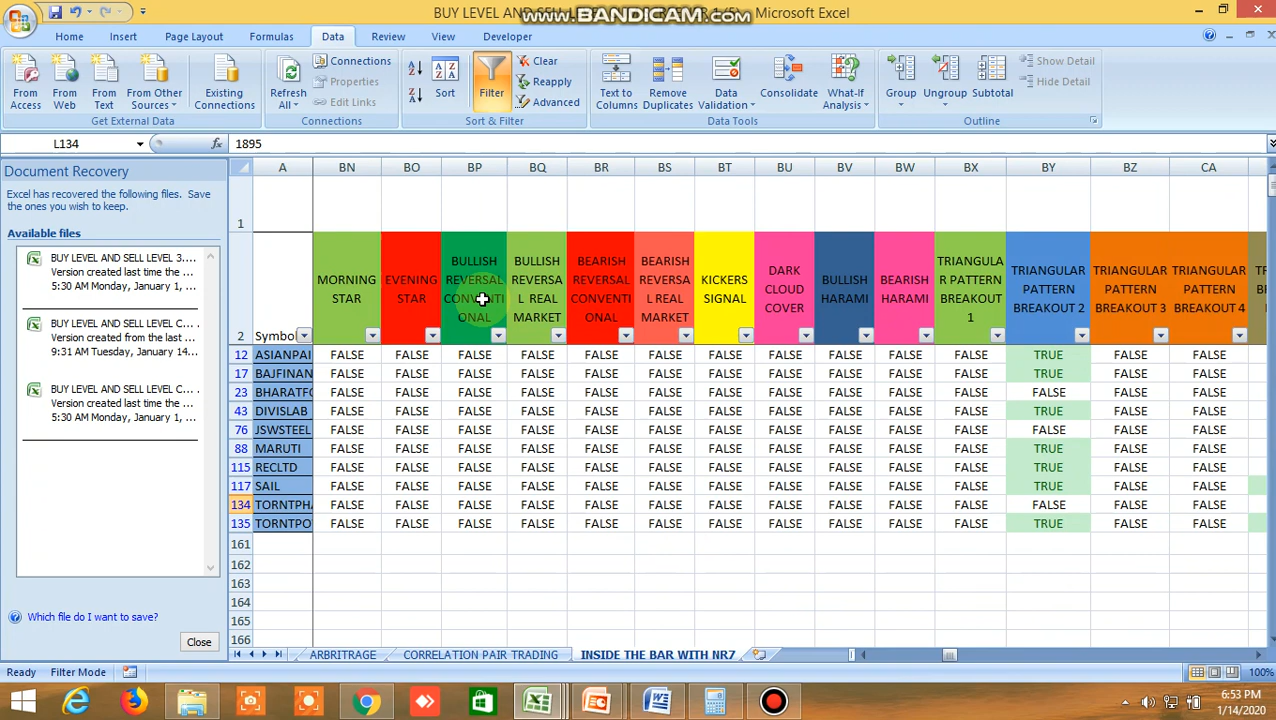 BUY LEVEL AND SELL
www.BANDICAM.com
- Microsoft Excel
Home Insert Page Layout Formulas Data Review View Developer
From Access
From Web
From Text
From Other Sources
Existing Connections
Get External Data
Refresh All
Connections
Properties
Edit Links
Connections
Sort
Filter
Clear
Reapply
Advanced
Sort & Filter
Text to Columns
Remove Duplicates
Data Validation
Consolidate
What-If Analysis
Data Tools
Group
Ungroup
Subtotal
Show Detail
Hide Detail
Outline
L134 fx 1895
Document Recovery
Excel has recovered the following files. Save
the ones you wish to keep.
Available files
BUY LEVEL AND SELL LEVEL 3....
Version created last time the ...
5:30 AM Monday, January 1, ...
BUY LEVEL AND SELL LEVEL C...
Version created from the last ...
9:31 AM Tuesday, January 14...
BUY LEVEL AND SELL LEVEL C...
Version created last time the ...
5:30 AM Monday, January 1, ...
Which file do I want to save?
Close
A BN BO BP BQ BR BS BT BU BV BW BX BY BZ CA
1
2
Symbol
MORNING STAR
EVENING STAR
BULLISH REVERSAL CONVENTI ONAL
BULLISH REVERSA L REAL MARKET
BEARISH REVERSAL CONVENTI ONAL
BEARISH REVERSA L REAL MARKET
KICKERS SIGNAL
DARK CLOUD COVER
BULLISH HARAMI
BEARISH HARAMI
TRIANGULA R PATTERN BREAKOUT 1
TRIANGULAR PATTERN BREAKOUT 2
TRIANGULAR PATTERN BREAKOUT 3
TRIANGULAR PATTERN BREAKOUT 4
12 ASIANPAI FALSE FALSE FALSE FALSE FALSE FALSE FALSE FALSE FALSE FALSE FALSE TRUE FALSE FALSE
17 BAJFINAN FALSE FALSE FALSE FALSE FALSE FALSE FALSE FALSE FALSE FALSE FALSE TRUE FALSE FALSE
23 BHARATFO FALSE FALSE FALSE FALSE FALSE FALSE FALSE FALSE FALSE FALSE FALSE FALSE FALSE FALSE
43 DIVISLAB FALSE FALSE FALSE FALSE FALSE FALSE FALSE FALSE FALSE FALSE FALSE TRUE FALSE FALSE
76 JSWSTEEL FALSE FALSE FALSE FALSE FALSE FALSE FALSE FALSE FALSE FALSE FALSE FALSE FALSE FALSE
88 MARUTI FALSE FALSE FALSE FALSE FALSE FALSE FALSE FALSE FALSE FALSE FALSE TRUE FALSE FALSE
115 RECLTD FALSE FALSE FALSE FALSE FALSE FALSE FALSE FALSE FALSE FALSE FALSE TRUE FALSE FALSE
117 SAIL FALSE FALSE FALSE FALSE FALSE FALSE FALSE FALSE FALSE FALSE FALSE TRUE FALSE FALSE
134 TORNTPHA FALSE FALSE FALSE FALSE FALSE FALSE FALSE FALSE FALSE FALSE FALSE FALSE FALSE FALSE
135 TORNTPO FALSE FALSE FALSE FALSE FALSE FALSE FALSE FALSE FALSE FALSE FALSE TRUE FALSE FALSE
161
162
163
164
165
166
ARBRITRAGE CORRELATION PAIR TRADING INSIDE THE BAR WITH NR7
Ready Filter Mode 100%
6:53 PM
1/14/2020